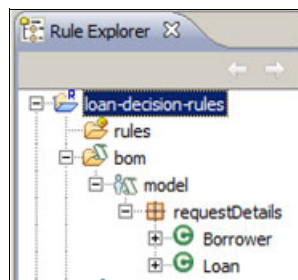 Rule Explorer
loan-decision-rules
rules
bom
model
requestDetails
Borrower
Loan